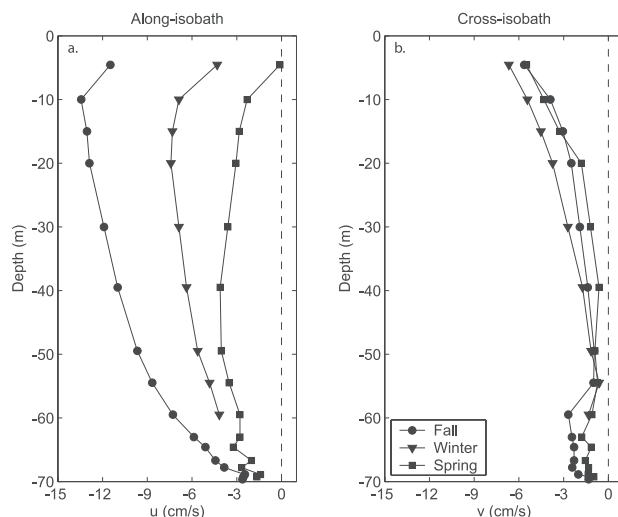 Along-isobath
Cross-isobath
a.
b.
0
-10
-20
-30
-40
-50
-60
-70
Depth (m)
-15 -12 -9 -6 -3 0
u (cm/s)
0
-10
-20
-30
-40
-50
-60
-70
Depth (m)
Fall
Winter
Spring
-15 -12 -9 -6 -3 0
v (cm/s)